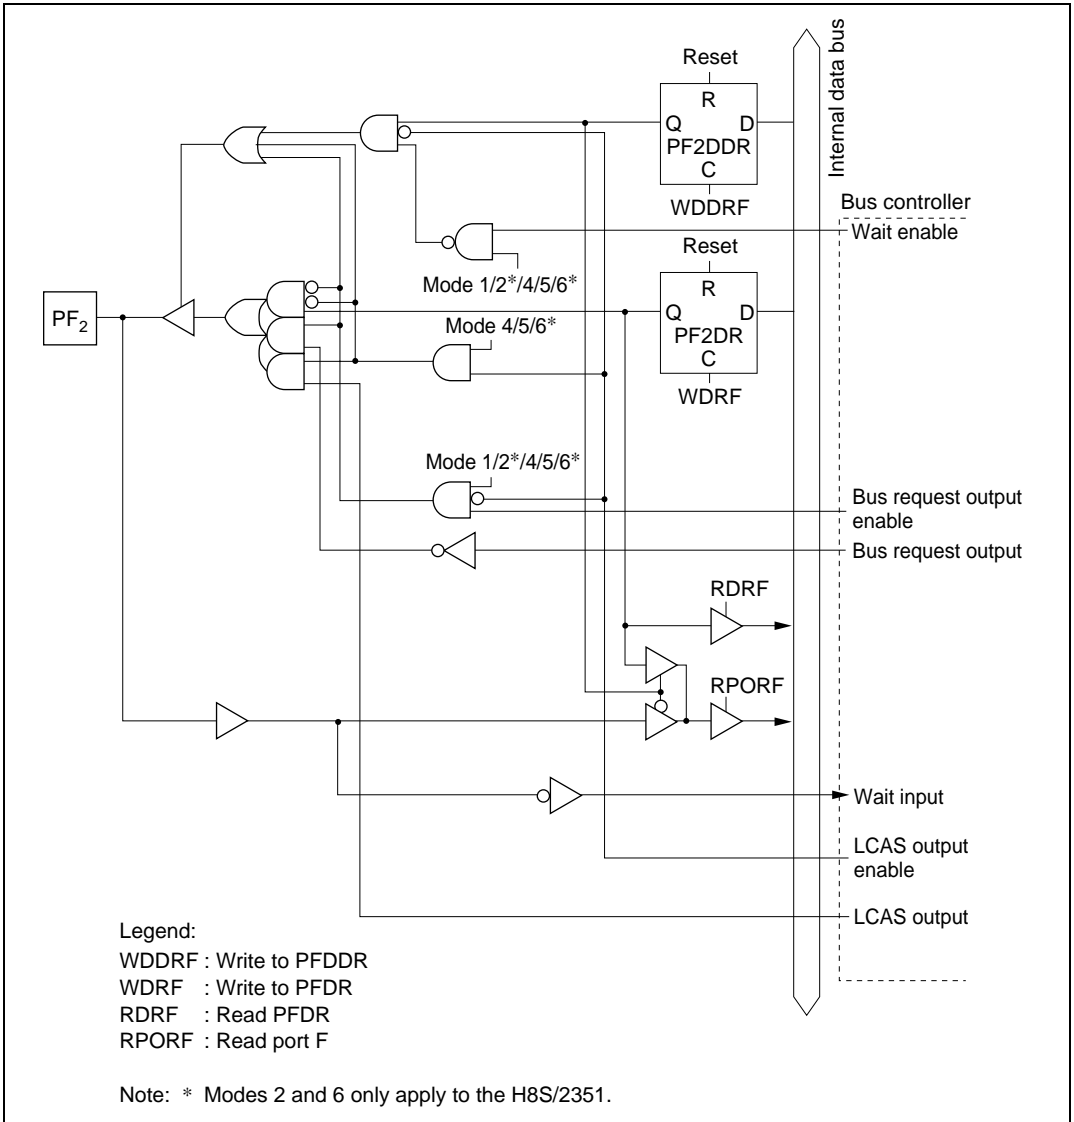 Reset
R
Q D
PF2DDR
C
WDDRF
Internal data bus
Bus controller
Wait enable
Mode 1/2*/4/5/6*
Reset
R
Q D
PF2DR
C
WDRF
PF2
Mode 4/5/6*
Mode 1/2*/4/5/6*
Bus request output
enable
Bus request output
RDRF
RPORF
Wait input
LCAS output
enable
LCAS output
Legend:
WDDRF : Write to PFDDR
WDRF : Write to PFDR
RDRF : Read PFDR
RPORF : Read port F
Note: * Modes 2 and 6 only apply to the H8S/2351.